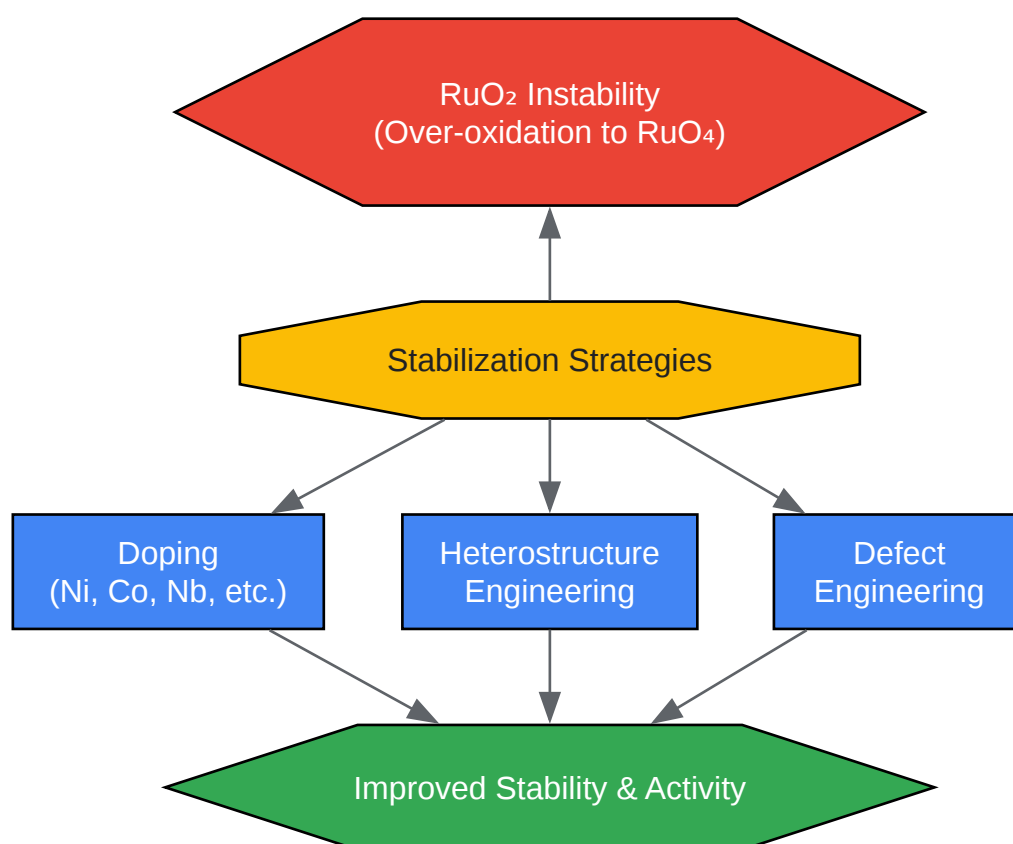 RuO₂ Instability
(Over-oxidation to RuO₄)
Stabilization Strategies
Doping
(Ni, Co, Nb, etc.)
Heterostructure
Engineering
Defect
Engineering
Improved Stability & Activity